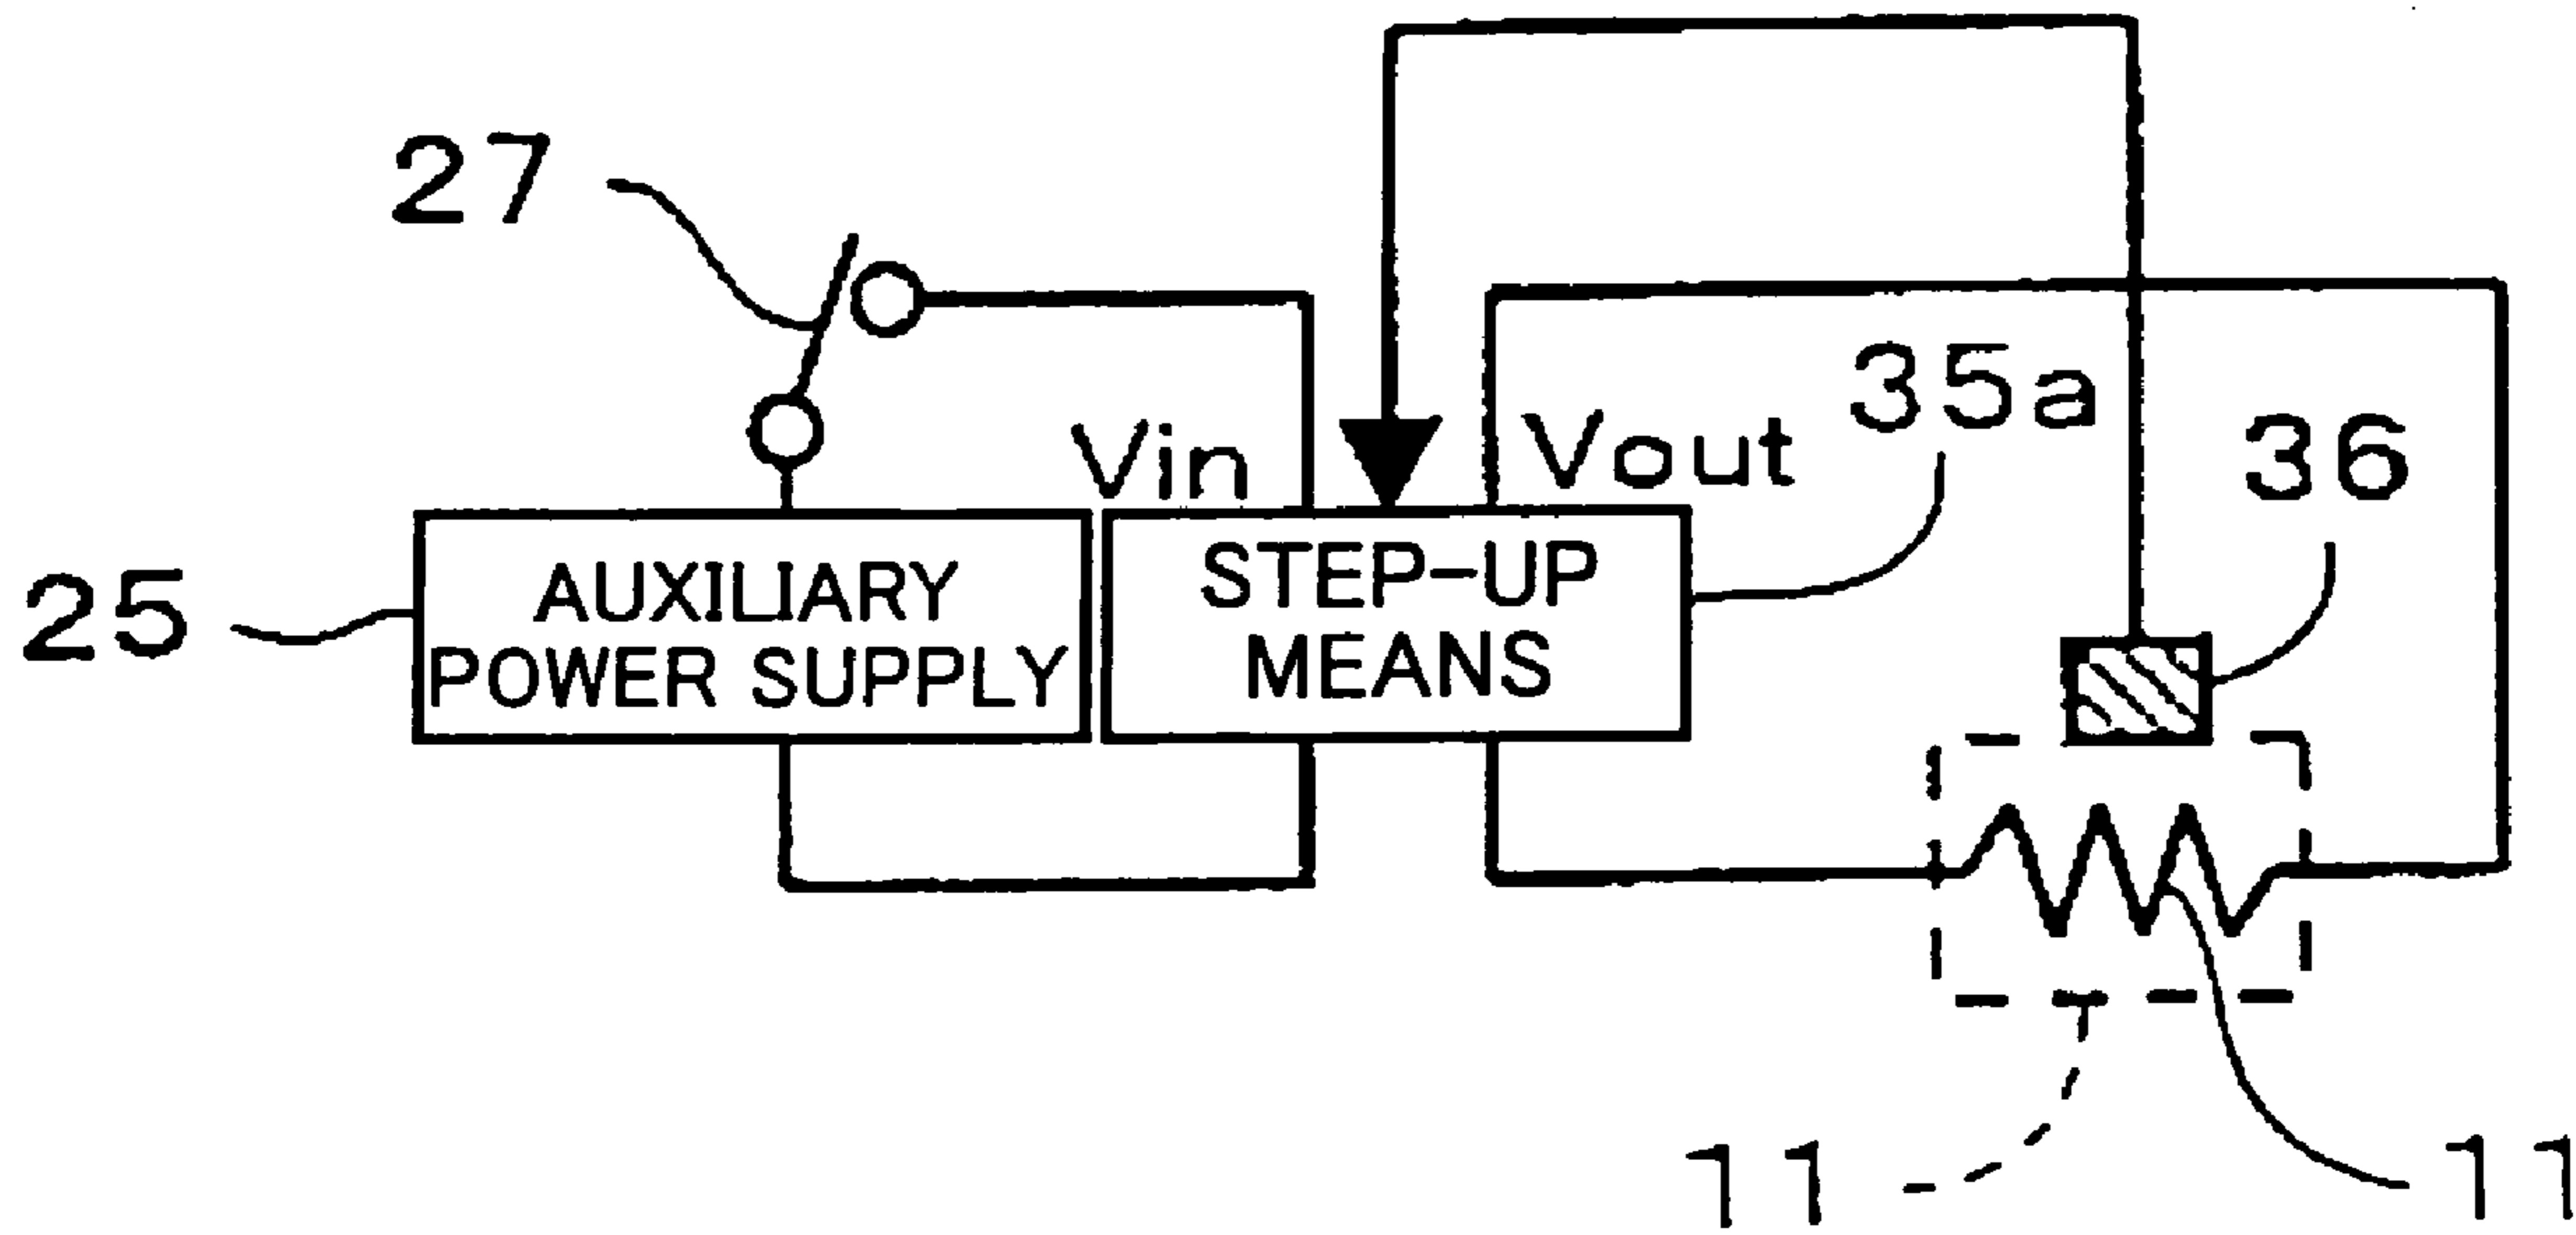 27
35a
Vin
Vout
36
25
AUXILIARY
POWER SUPPLY
STEP-UP
MEANS
11
11